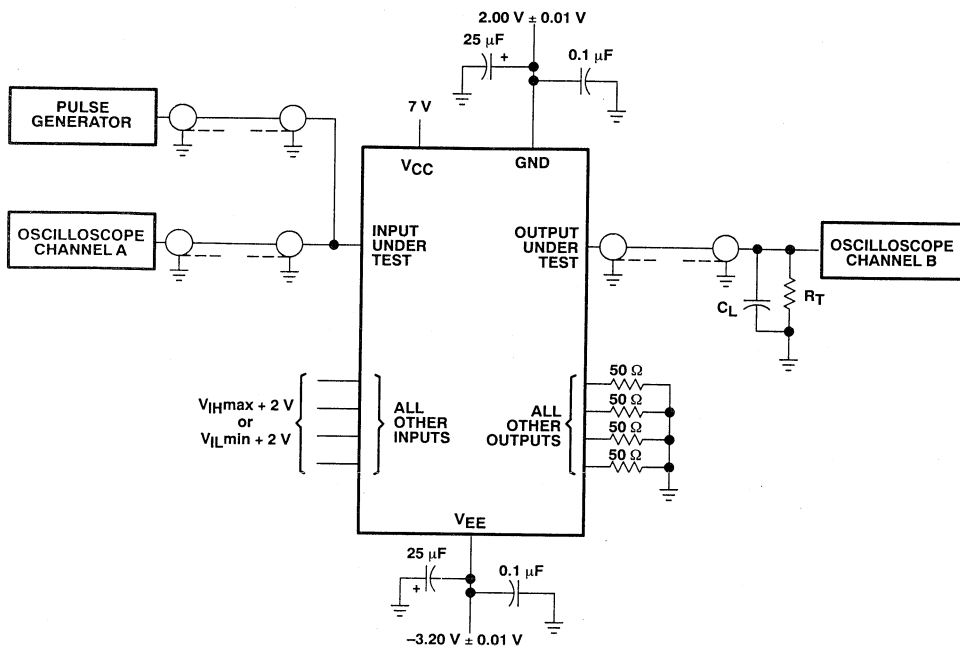 2.00 V ± 0.01 V
25 µF
+
0.1 µF
PULSE
GENERATOR
7 V
VCC
GND
OSCILLOSCOPE
CHANNEL A
INPUT
UNDER
TEST
OUTPUT
UNDER
TEST
OSCILLOSCOPE
CHANNEL B
CL
RT
VIHmax + 2 V
or
VILmin + 2 V
ALL
OTHER
INPUTS
ALL
OTHER
OUTPUTS
50 Ω
50 Ω
50 Ω
50 Ω
VEE
25 µF
+
0.1 µF
–3.20 V ± 0.01 V